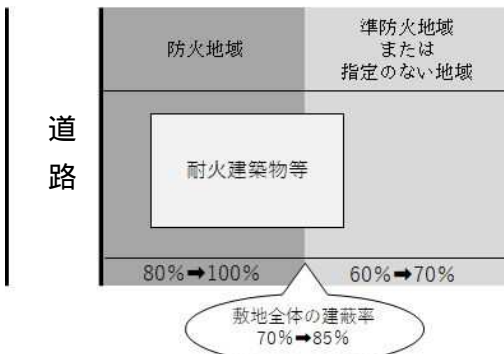 道
路
防火地域
準防火地域
または
指定のない地域
耐火建築物等
80%➡100%
60%➡70%
敷地全体の建蔽率
70%➡85%